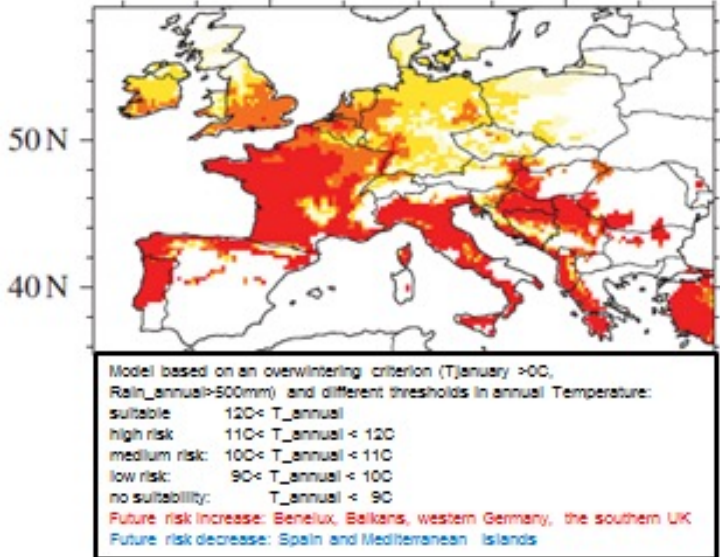 50 N
40 N
Model based on an overwintering criterion (Tjanuary >0C,
Rain_annual>500mm) and different thresholds in annual Temperature:
suitable 12C< T_annual
high risk 11C< T_annual < 12C
medium risk: 10C< T_annual < 11C
low risk: 9C< T_annual < 10C
no suitability: T_annual < 9C
Future risk increase: Benelux, Balkans, western Germany, the southern UK
Future risk decrease: Spain and Mediterranean islands